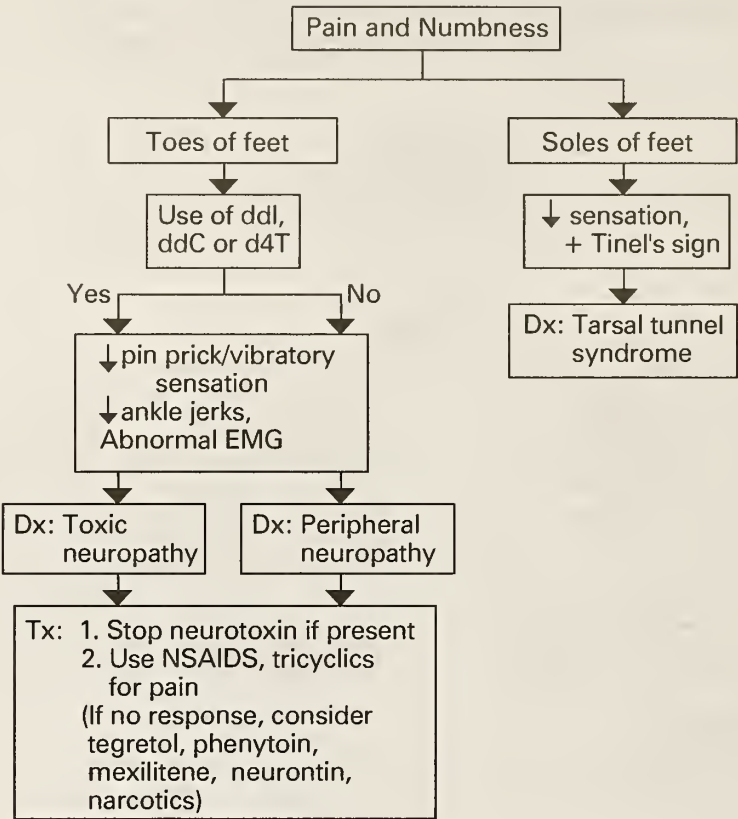 Pain and Numbness
Toes of feet
Soles of feet
Use of ddI,
ddC or d4T
↓ sensation,
+ Tinel's sign
Yes
No
Dx: Tarsal tunnel
syndrome
↓ pin prick/vibratory
sensation
↓ ankle jerks,
Abnormal EMG
Dx: Toxic
neuropathy
Dx: Peripheral
neuropathy
Tx: 1. Stop neurotoxin if present
2. Use NSAIDS, tricyclics
for pain
(If no response, consider
tegretol, phenytoin,
mexilitene, neurontin,
narcotics)